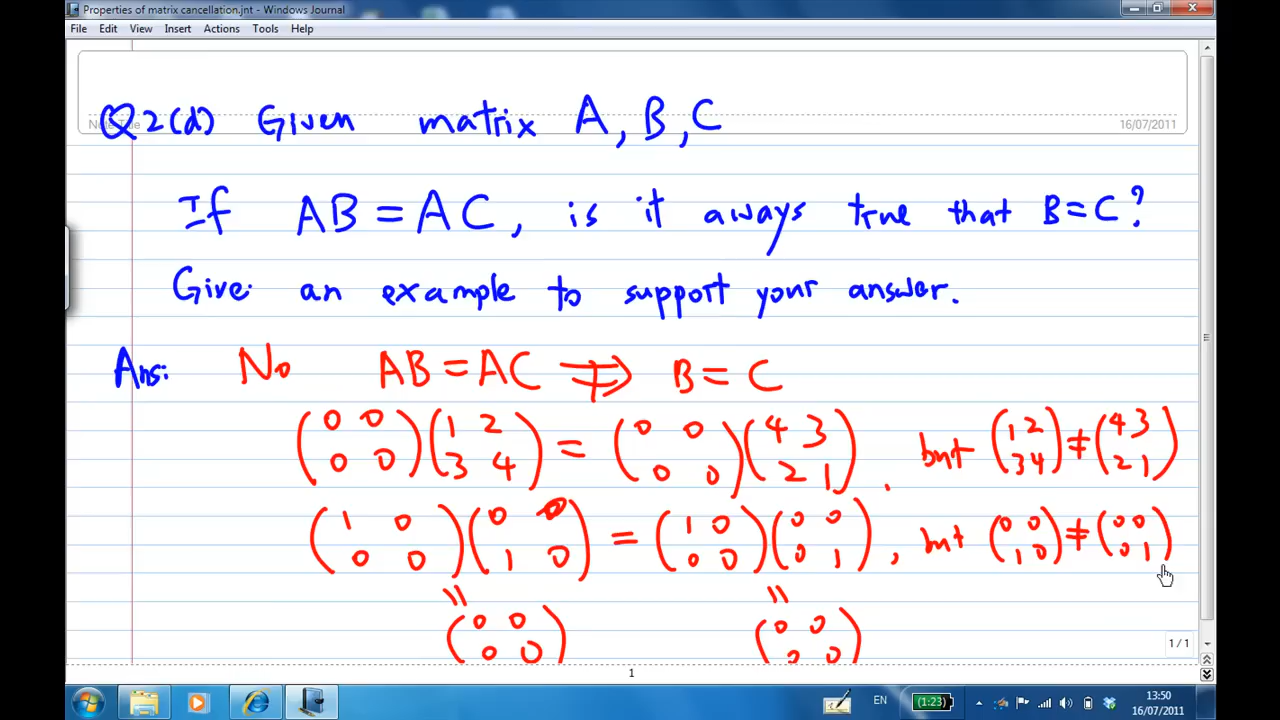 Properties of matrix cancellation.jnt - Windows Journal
File Edit View Insert Actions Tools Help
Q2(d) Given matrix A, B, C
Note Title
16/07/2011
If AB = AC, is it aways true that B = C?
Give an example to support your answer.
Ans: No AB = AC ⇏ B = C
(0 0 (1 2 = (0 0 (4 3 but (1 2 ≠ (4 3
0 0) 3 4) 0 0) 2 1), 3 4) 2 1)
(1 0 (0 0 = (1 0 (0 0 but (0 0 ≠ (0 0
0 0) 1 0) 0 0) 0 1), 1 0) 0 1)
= =
(0 0 (0 0
0 0) 0 0)
1 / 1
1
EN (1:23) 13:50
16/07/2011